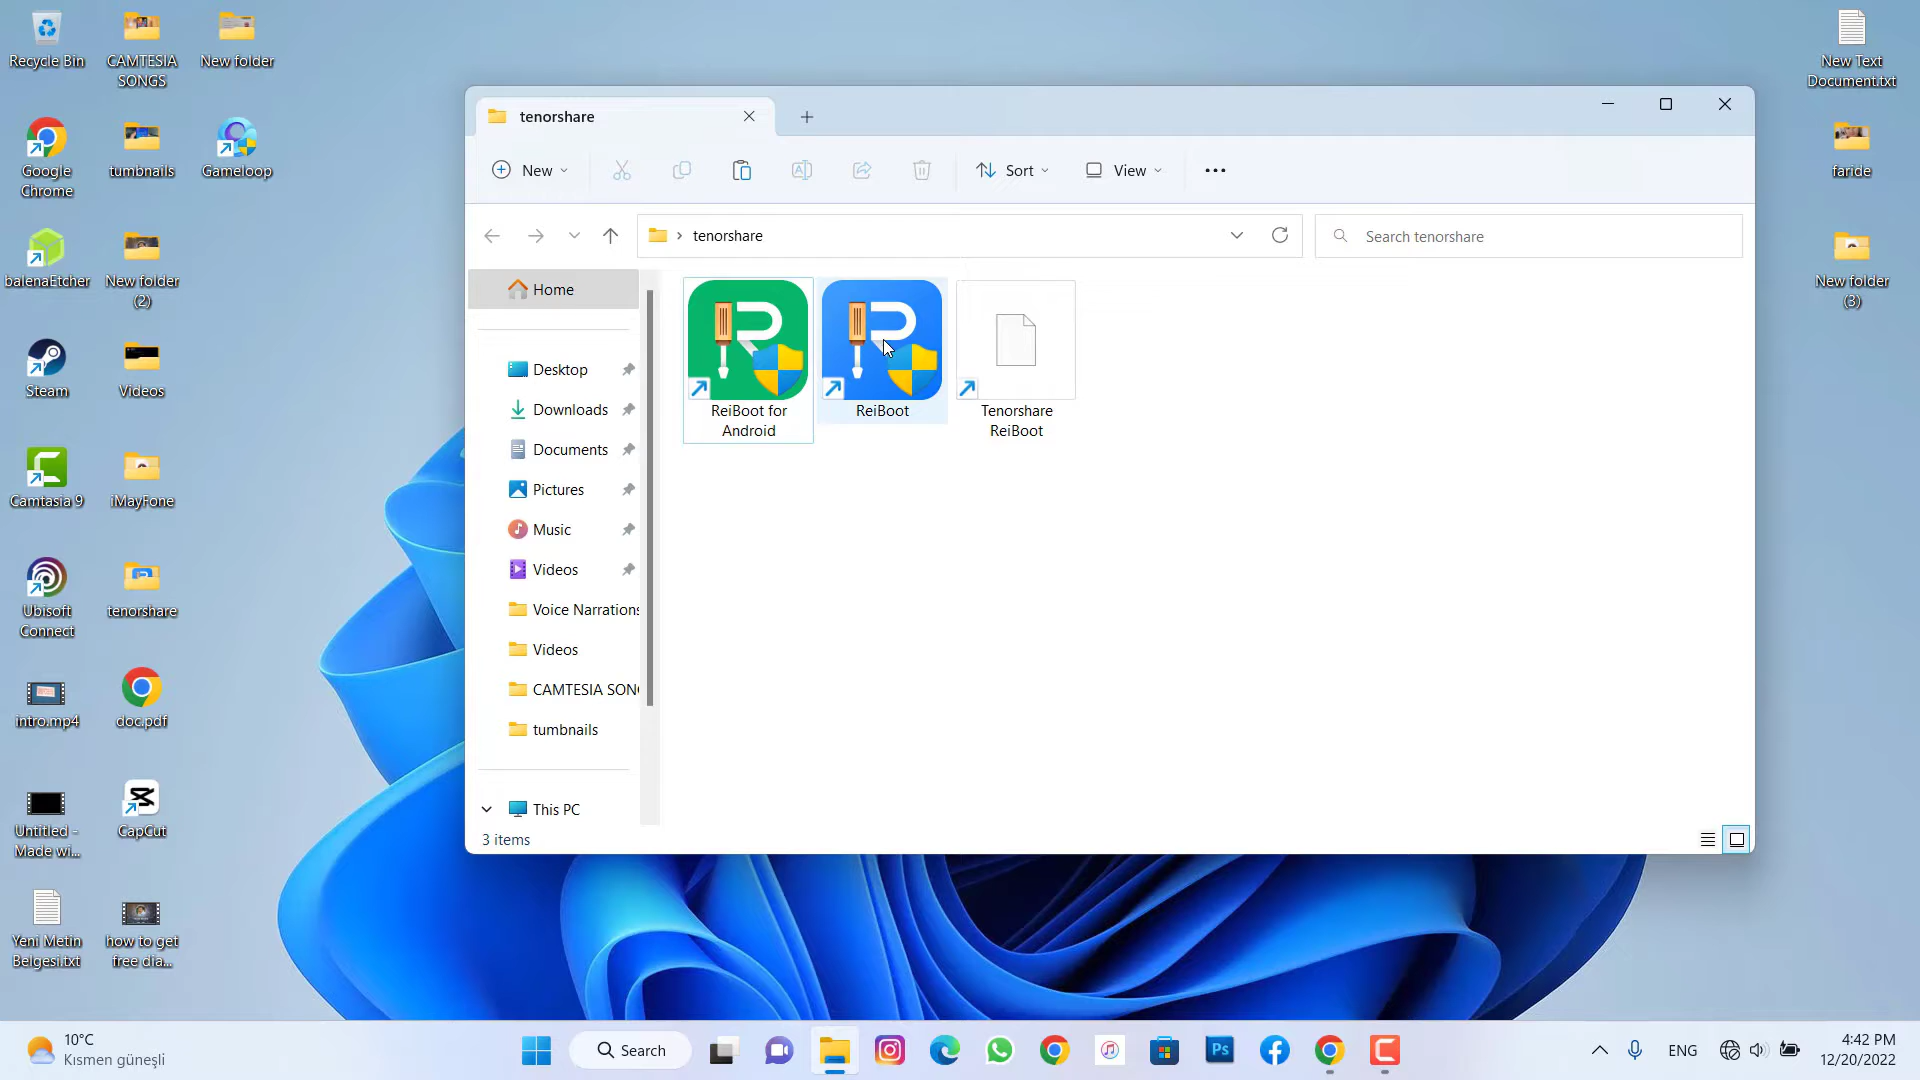 Recycle Bin
CAMTESIA
SONGS
New folder
Google
Chrome
tumbnails
Gameloop
balenaEtcher
New folder
(2)
Steam
Videos
Camtasia 9
iMayFone
Ubisoft
Connect
tenorshare
intro.mp4
doc.pdf
Untitled -
Made wi...
CapCut
Yeni Metin
Belgesi.txt
how to get
free dia...
New Text
Document.txt
faride
New folder
(3)
tenorshare
New
Sort
View
tenorshare
Search tenorshare
Home
Desktop
Downloads
Documents
Pictures
Music
Videos
Voice Narrations
Videos
CAMTESIA SON
tumbnails
This PC
3 items
ReiBoot for
Android
ReiBoot
Tenorshare
ReiBoot
10°C
Kısmen güneşli
Search
Ps
ENG
4:42 PM
12/20/2022